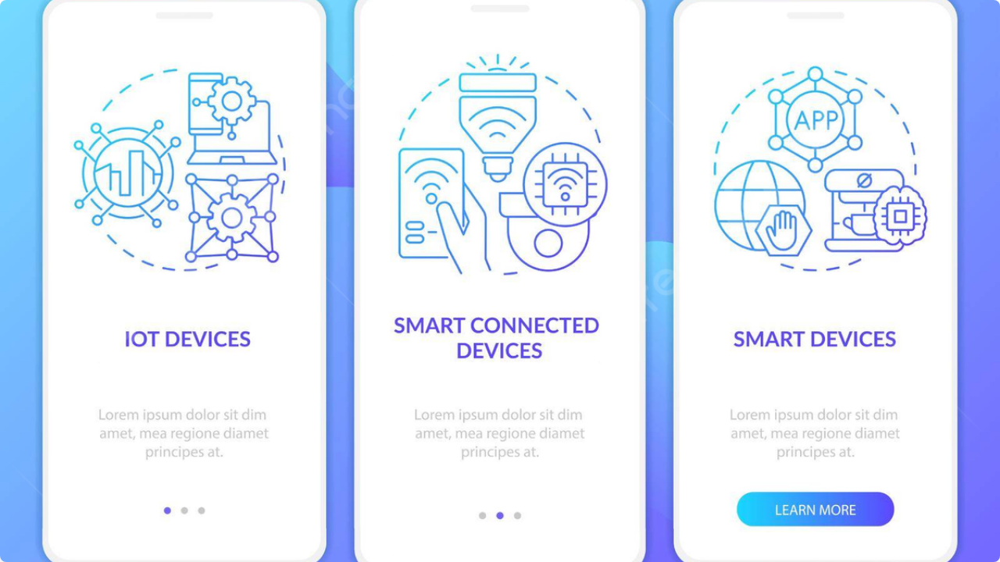 IOT DEVICES
Lorem ipsum dolor sit dim
amet, mea regione diamet
principes at.
SMART CONNECTED
DEVICES
Lorem ipsum dolor sit dim
amet, mea regione diamet
principes at.
APP
SMART DEVICES
Lorem ipsum dolor sit dim
amet, mea regione diamet
principes at.
LEARN MORE